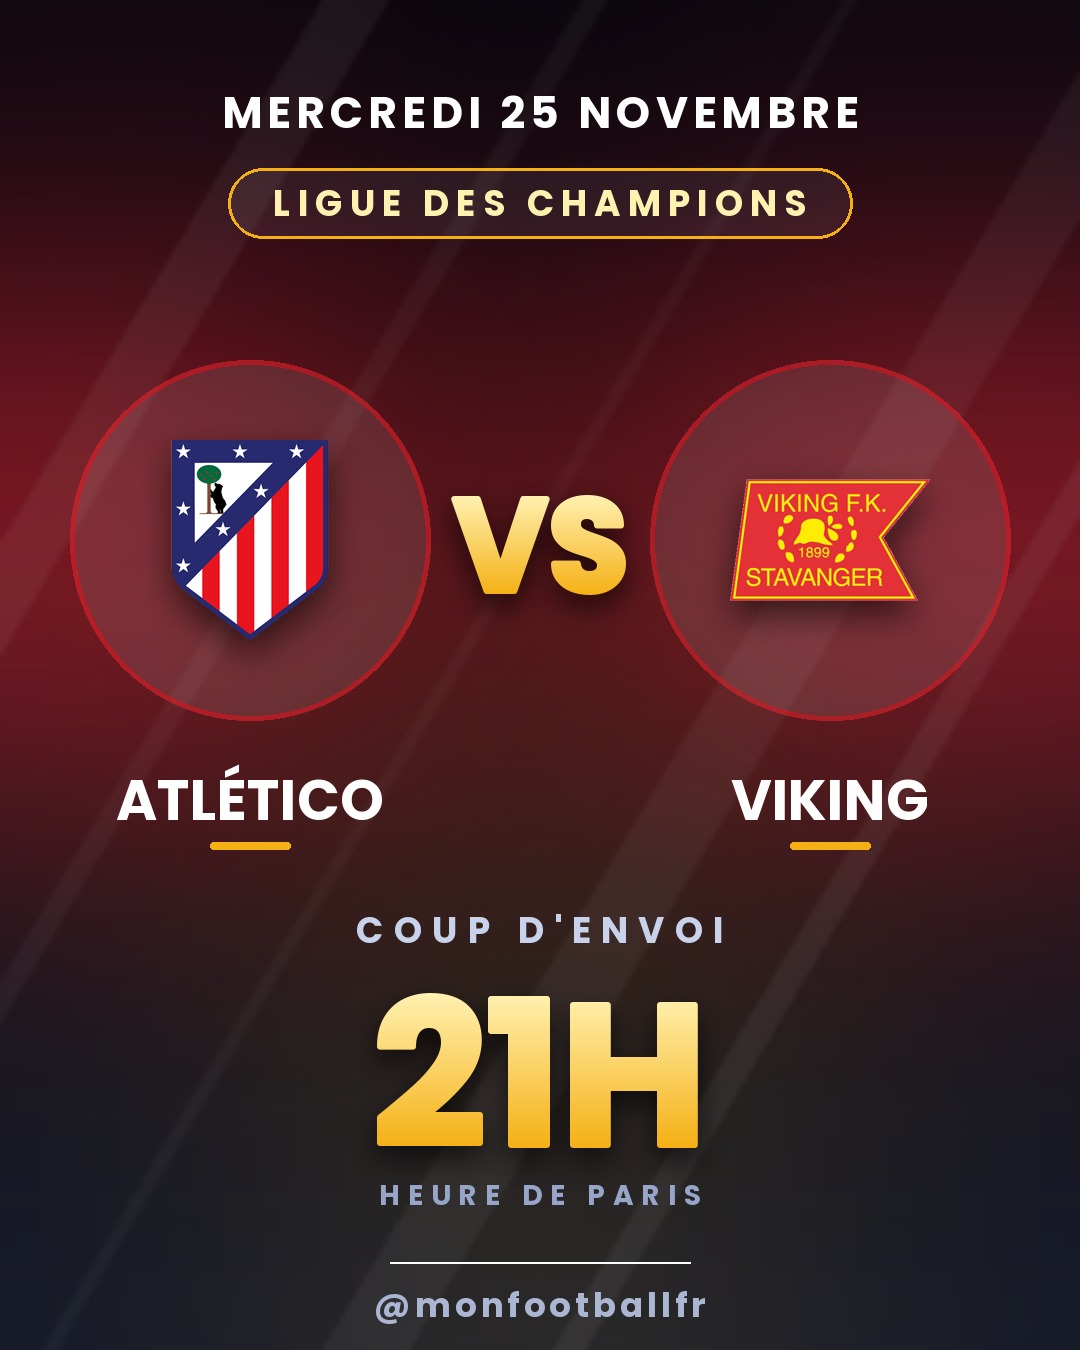 MERCREDI 25 NOVEMBRE
LIGUE DES CHAMPIONS
VS
VIKING F.K.
1899
STAVANGER
ATLÉTICO
VIKING
COUP D'ENVOI
21H
HEURE DE PARIS
@monfootballfr